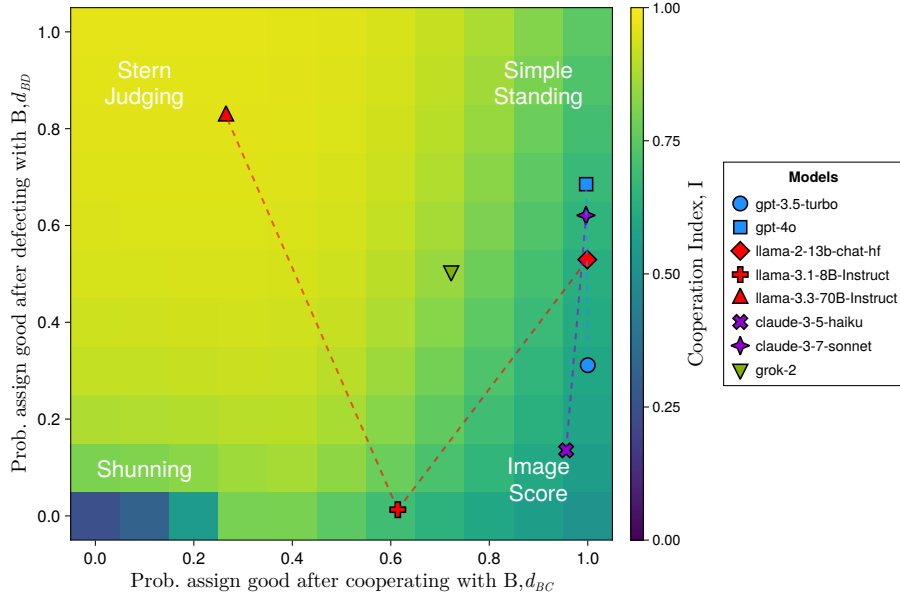 1.0
0.8
0.6
0.4
0.2
0.0
Prob. assign good after defecting with B, d_{BD}
Stern
Judging
Simple
Standing
Shunning
Image
Score
0.0
0.2
0.4
0.6
0.8
1.0
Prob. assign good after cooperating with B, d_{BC}
1.00
0.75
0.50
0.25
0.00
Cooperation Index, I
Models
gpt-3.5-turbo
gpt-4o
llama-2-13b-chat-hf
llama-3.1-8B-Instruct
llama-3.3-70B-Instruct
claude-3-5-haiku
claude-3-7-sonnet
grok-2